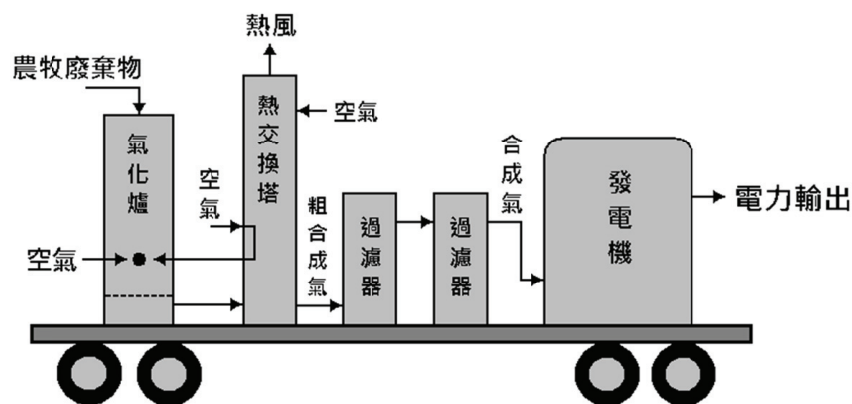 熱風
農牧廢棄物
熱交換塔
空氣
氣化爐
空氣
合成氣
發電機
電力輸出
粗合成氣
過濾器
過濾器
空氣